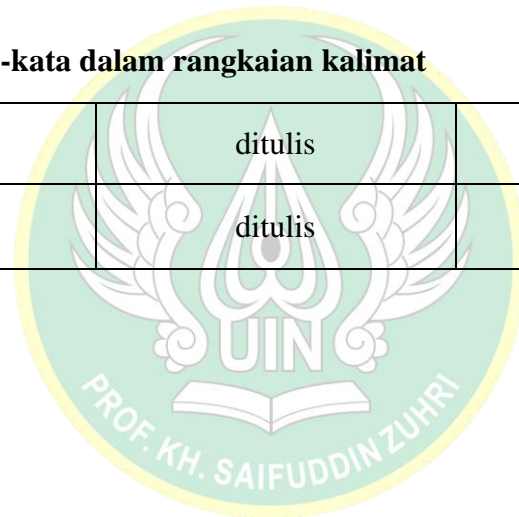 -kata dalam rangkaian kalimat
ditulis
ditulis
UIN
PROF. KH. SAIFUDDIN ZUHRI